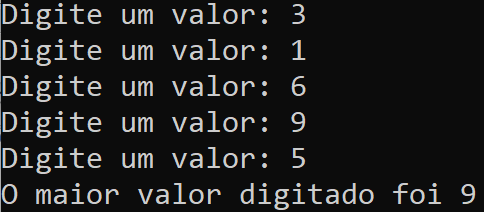 Digite um valor: 3
Digite um valor: 1
Digite um valor: 6
Digite um valor: 9
Digite um valor: 5
O maior valor digitado foi 9